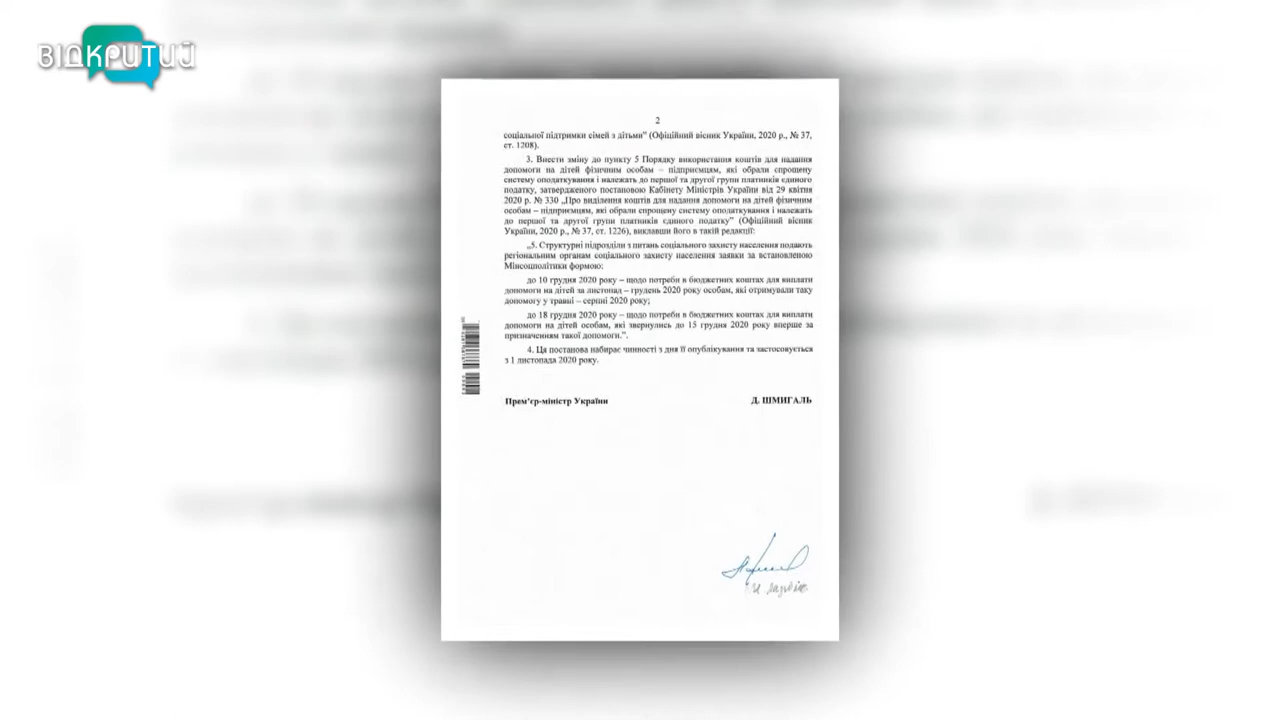 ВІДКРИТИЙ
2
соціальної підтримки сімей з дітьми" (Офіційний вісник України, 2020 р., № 37,
ст. 1208).
3. Внести зміну до пункту 5 Порядку використання коштів для надання
допомоги на дітей фізичним особам – підприємцям, які обрали спрощену
систему оподаткування і належать до першої та другої групи платників єдиного
податку, затвердженого постановою Кабінету Міністрів України від 29 квітня
2020 р. № 330 „Про виділення коштів для надання допомоги на дітей фізичним
особам – підприємцям, які обрали спрощену систему оподаткування і належать
до першої та другої групи платників єдиного податку" (Офіційний вісник
України, 2020 р., № 37, ст. 1226), виклавши його в такій редакції:
„5. Структурні підрозділи з питань соціального захисту населення подають
регіональним органам соціального захисту населення заявки за встановленою
Мінсоцполітики формою;
до 10 грудня 2020 року – щодо потреби в бюджетних коштах для виплати
допомоги на дітей за листопад – грудень 2020 року особам, які отримували таку
допомогу у травні – серпні 2020 року;
до 18 грудня 2020 року – щодо потреби в бюджетних коштах для виплати
допомоги на дітей особам, які звернулись до 15 грудня 2020 року вперше за
призначенням такої допомоги.".
4. Ця постанова набирає чинності з дня її опублікування та застосовується
з 1 листопада 2020 року.
Прем'єр-міністр України Д. ШМИГАЛЬ